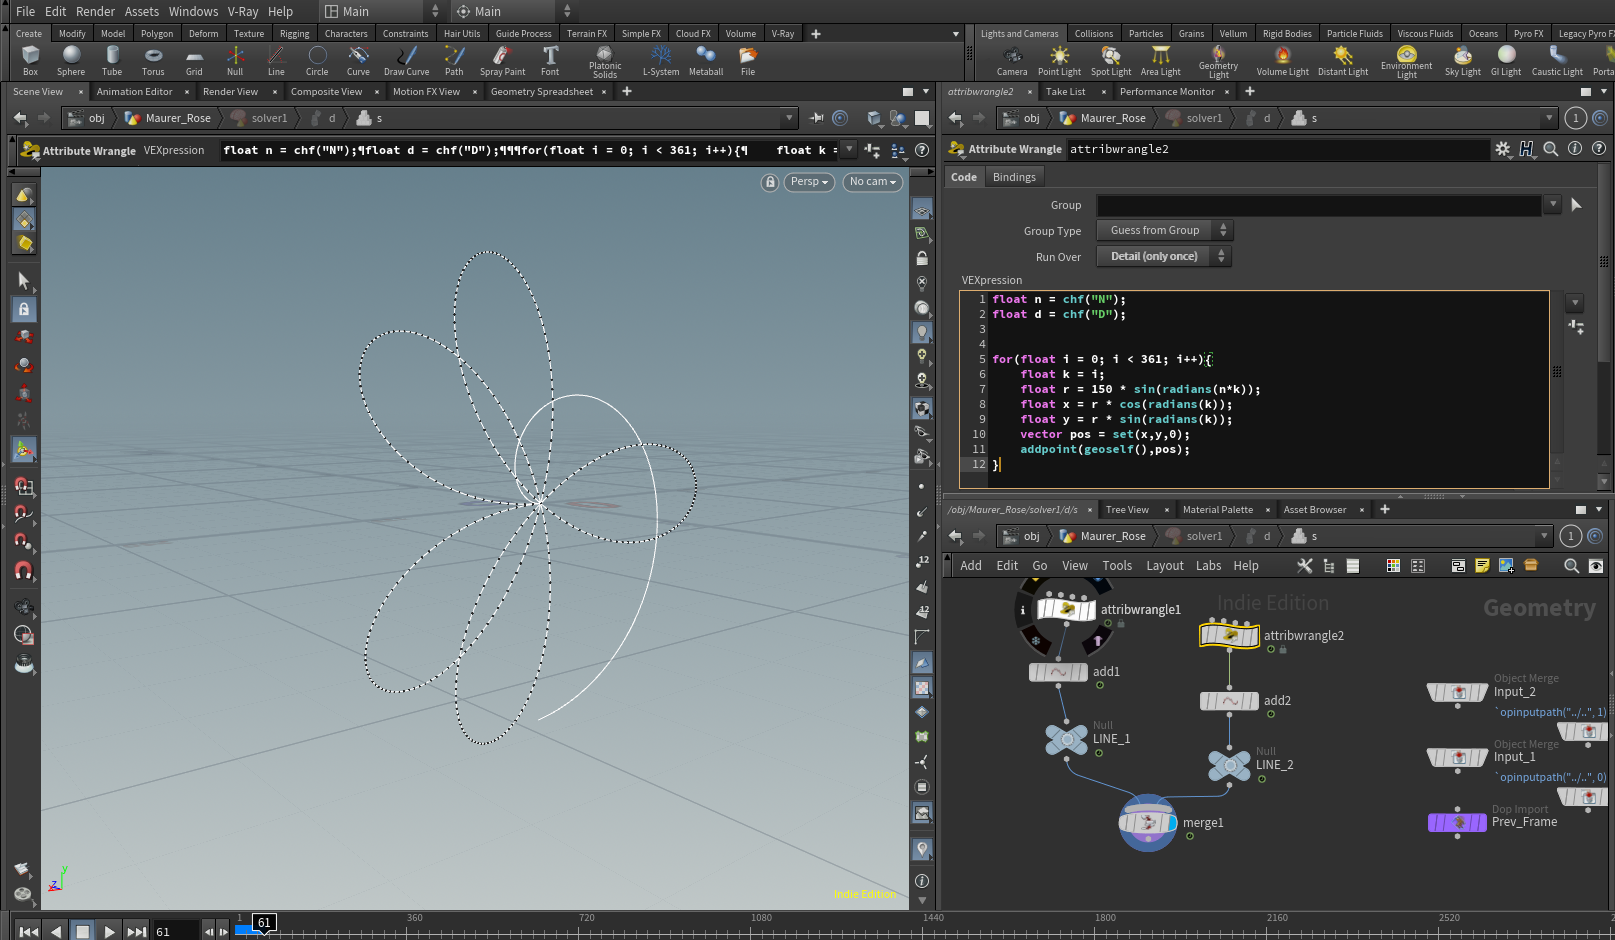 File Edit Render Assets Windows V-Ray Help Main Main
Create Modify Model Polygon Deform Texture Rigging Characters Constraints Hair Utils Guide Process Terrain FX Simple FX Cloud FX Volume V-Ray
Lights and Cameras Collisions Particles Grains Vellum Rigid Bodies Particle Fluids Viscous Fluids Oceans Pyro FX Legacy Pyro FX
Box Sphere Tube Torus Grid Null Line Circle Curve Draw Curve Path Spray Paint Font Platonic Solids L-System Metaball File
Camera Point Light Spot Light Area Light Geometry Light Volume Light Distant Light Environment Light Sky Light GI Light Caustic Light Porta
Scene View Animation Editor Render View Composite View Motion FX View Geometry Spreadsheet
attribwrangle2 Take List Performance Monitor
obj Maurer_Rose solver1 d s
obj Maurer_Rose solver1 d s 1
Attribute Wrangle VEXpression float n = chf("N");¶float d = chf("D");¶¶¶for(float i = 0; i < 361; i++){¶ float k =
Attribute Wrangle attribwrangle2
Code Bindings
Persp No cam
Group
Group Type Guess from Group
Run Over Detail (only once)
VEXpression
1 float n = chf("N");
2 float d = chf("D");
3
4
5 for(float i = 0; i < 361; i++){
6 float k = i;
7 float r = 150 * sin(radians(n*k));
8 float x = r * cos(radians(k));
9 float y = r * sin(radians(k));
10 vector pos = set(x,y,0);
11 addpoint(geoself(),pos);
12 }
/obj/Maurer_Rose/solver1/d/s Tree View Material Palette Asset Browser
obj Maurer_Rose solver1 d s 1
Add Edit Go View Tools Layout Labs Help
Indie Edition
Geometry
attribwrangle1
attribwrangle2
add1
add2
Null
LINE_1
Null
LINE_2
merge1
Object Merge
Input_2
`opinputpath("../..", 1)
Object Merge
Input_1
`opinputpath("../..", 0)
Dop Import
Prev_Frame
12
12
y
z
Indie Edition
61
1 61 360 720 1080 1440 1800 2160 2520